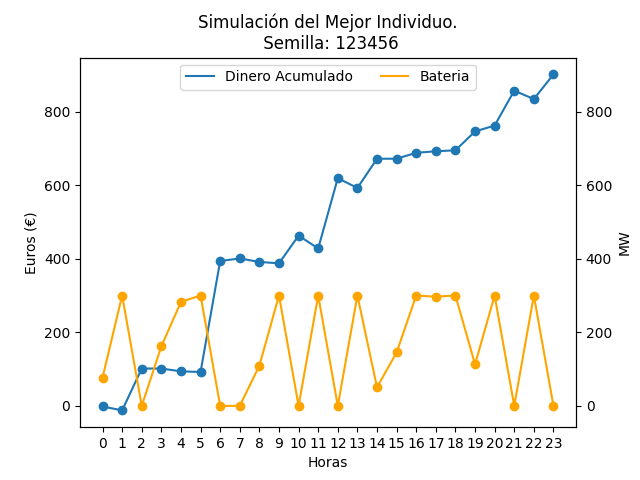 Simulación del Mejor Individuo.
Semilla: 123456
Dinero Acumulado
Bateria
800
600
400
200
0
Euros (€)
800
600
400
200
0
MW
0 1 2 3 4 5 6 7 8 9 10 11 12 13 14 15 16 17 18 19 20 21 22 23
Horas